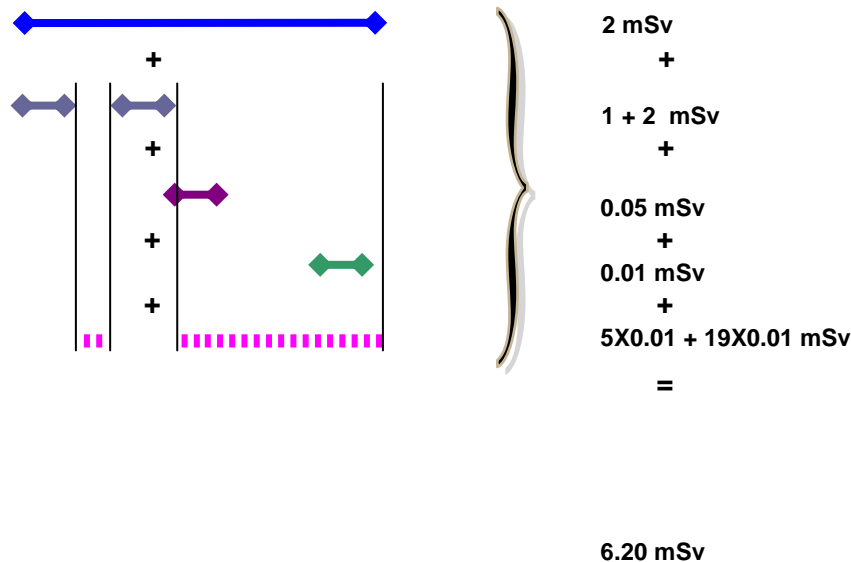 2 mSv
+ +
1 + 2 mSv
+ +
0.05 mSv
+ +
0.01 mSv
+ +
5X0.01 + 19X0.01 mSv
=
6.20 mSv